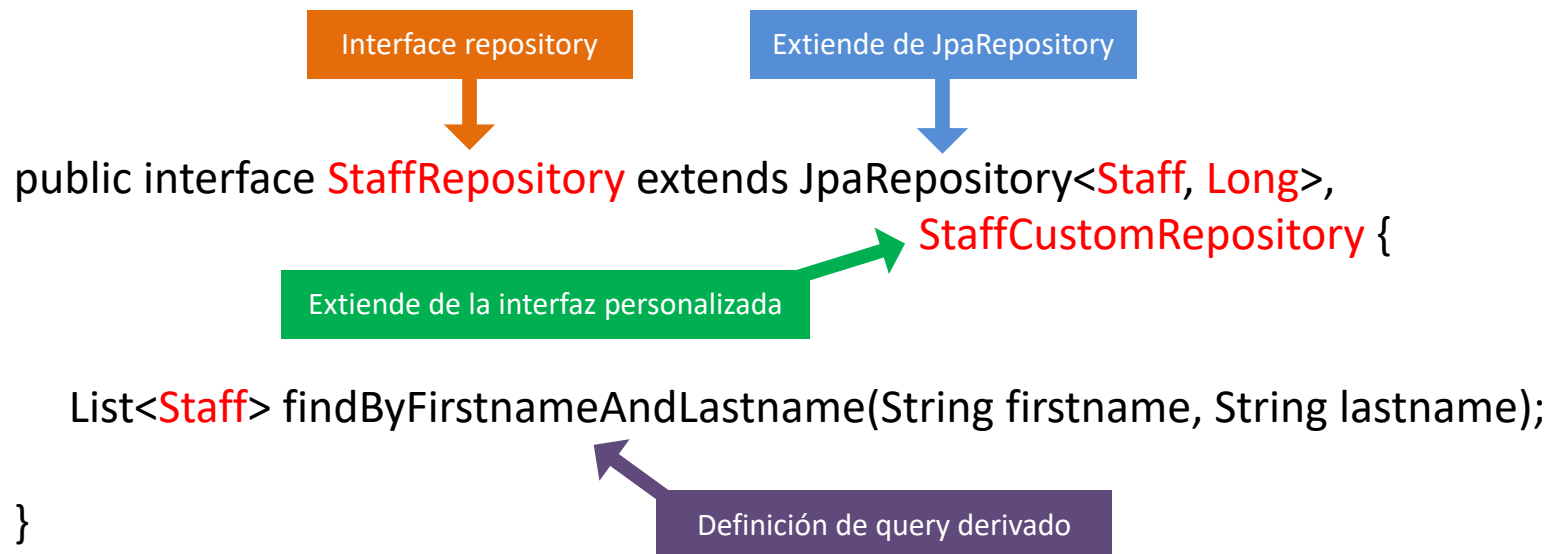 Interface repository
Extiende de JpaRepository
public interface StaffRepository extends JpaRepository<Staff, Long>,
StaffCustomRepository {
Extiende de la interfaz personalizada
List<Staff> findByFirstnameAndLastname(String firstname, String lastname);
Definición de query derivado
}